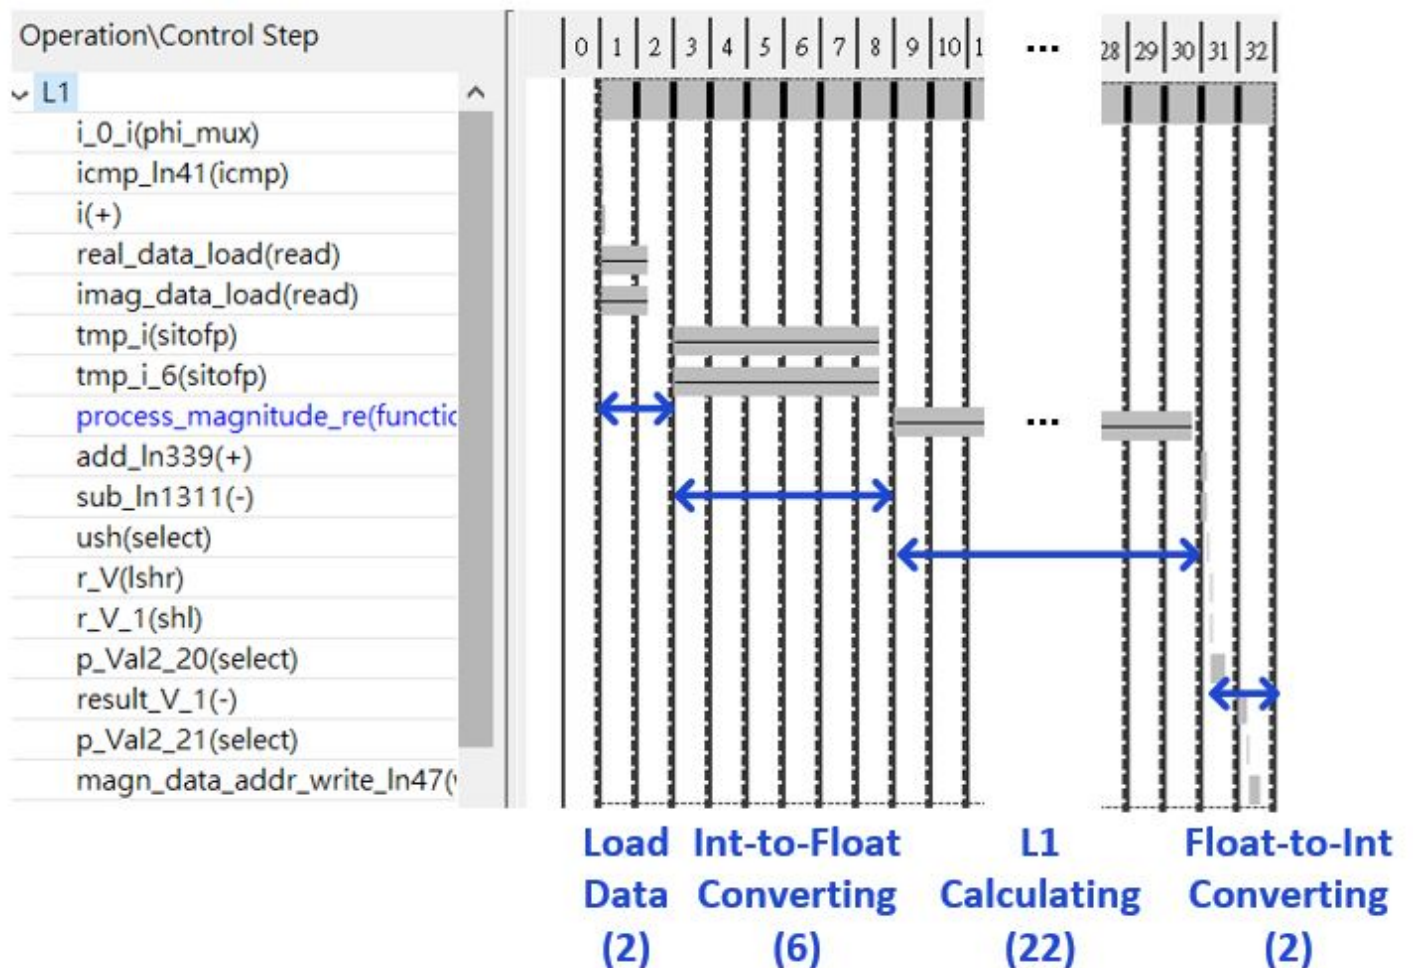 Operation\Control Step
0 1 2 3 4 5 6 7 8 9 10 1 ... 28 29 30 31 32
L1
i_0_i(phi_mux)
icmp_ln41(icmp)
i(+)
real_data_load(read)
imag_data_load(read)
tmp_i(sitofp)
tmp_i_6(sitofp)
process_magnitude_re(functic
...
add_ln339(+)
sub_ln1311(-)
ush(select)
r_V(lshr)
r_V_1(shl)
p_Val2_20(select)
result_V_1(-)
p_Val2_21(select)
magn_data_addr_write_ln47(
Load Data (2)
Int-to-Float Converting (6)
L1 Calculating (22)
Float-to-Int Converting (2)